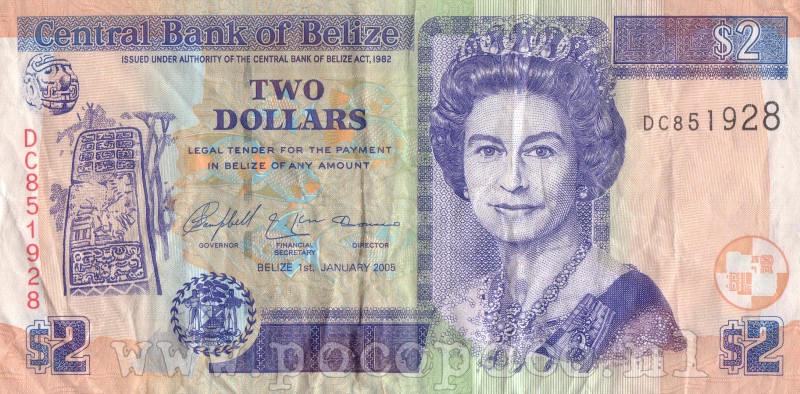 Central Bank of Belize
$2
ISSUED UNDER AUTHORITY OF THE CENTRAL BANK OF BELIZE ACT, 1982
TWO
DOLLARS
DC851928
LEGAL TENDER FOR THE PAYMENT
IN BELIZE OF ANY AMOUNT
DC851928
Campbell
GOVERNOR
FINANCIAL
SECRETARY
DIRECTOR
BELIZE 1st. JANUARY 2005
$2
$2
www.pocopoco.nl